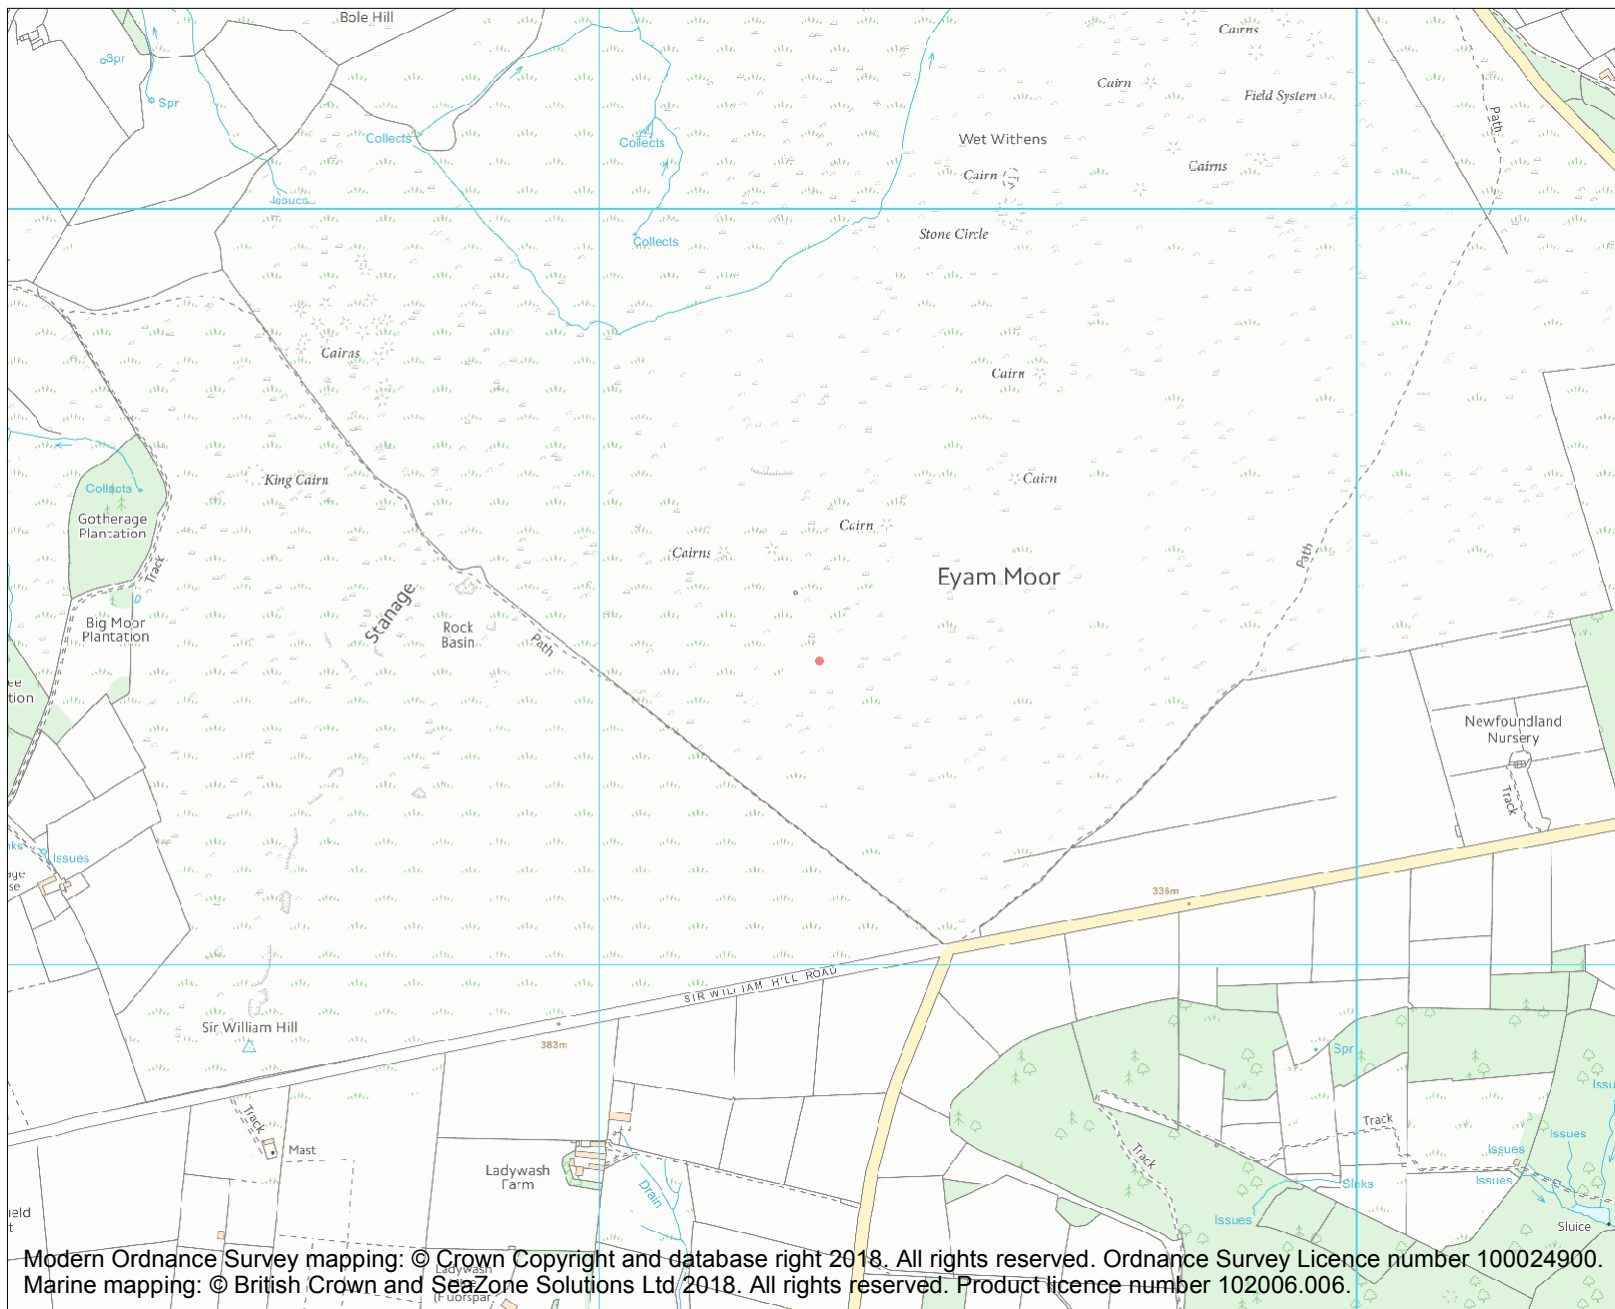 Bole Hill
Cairns
Spr
Cairn
Field System
Spr
Path
Collects
Collects
Wet Withens
Cairns
Cairn
Issues
Stone Circle
Collects
Cairns
Cairn
King Cairn
Cairn
Collects
Gotherage
Plantation
Cairn
Cairns
Path
Track
Eyam Moor
Stanage
Big Moor
Plantation
Rock
Basin
Path
tion
Newfoundland
Nursery
Track
Issues
336m
SIR WILLIAM HILL ROAD
Sir William Hill
383m
Spr
Track
Mast
Track
Issues
Track
Issues
Ladywash
Farm
Drain
Sinks
Issues
Issues
Sluice
Modern Ordnance Survey mapping: © Crown Copyright and database right 2018. All rights reserved. Ordnance Survey Licence number 100024900.
Marine mapping: © British Crown and SeaZone Solutions Ltd 2018. All rights reserved. Product licence number 102006.006.